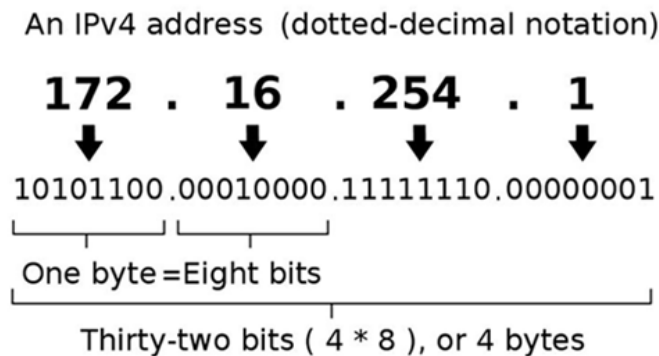 An IPv4 address (dotted-decimal notation)
172 . 16 . 254 . 1
10101100.00010000.11111110.00000001
One byte=Eight bits
Thirty-two bits ( 4 * 8 ), or 4 bytes